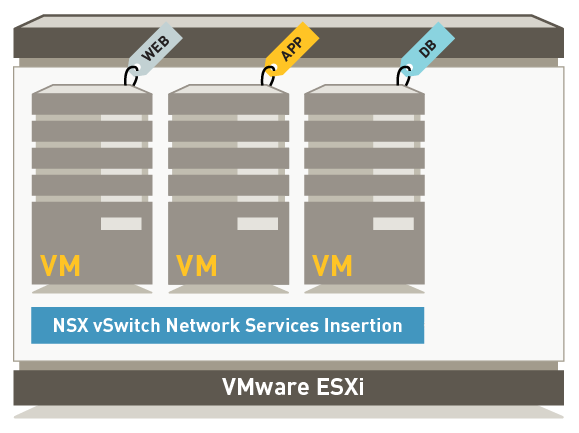 WEB
APP
DB
VM
VM
VM
NSX vSwitch Network Services Insertion
VMware ESXi